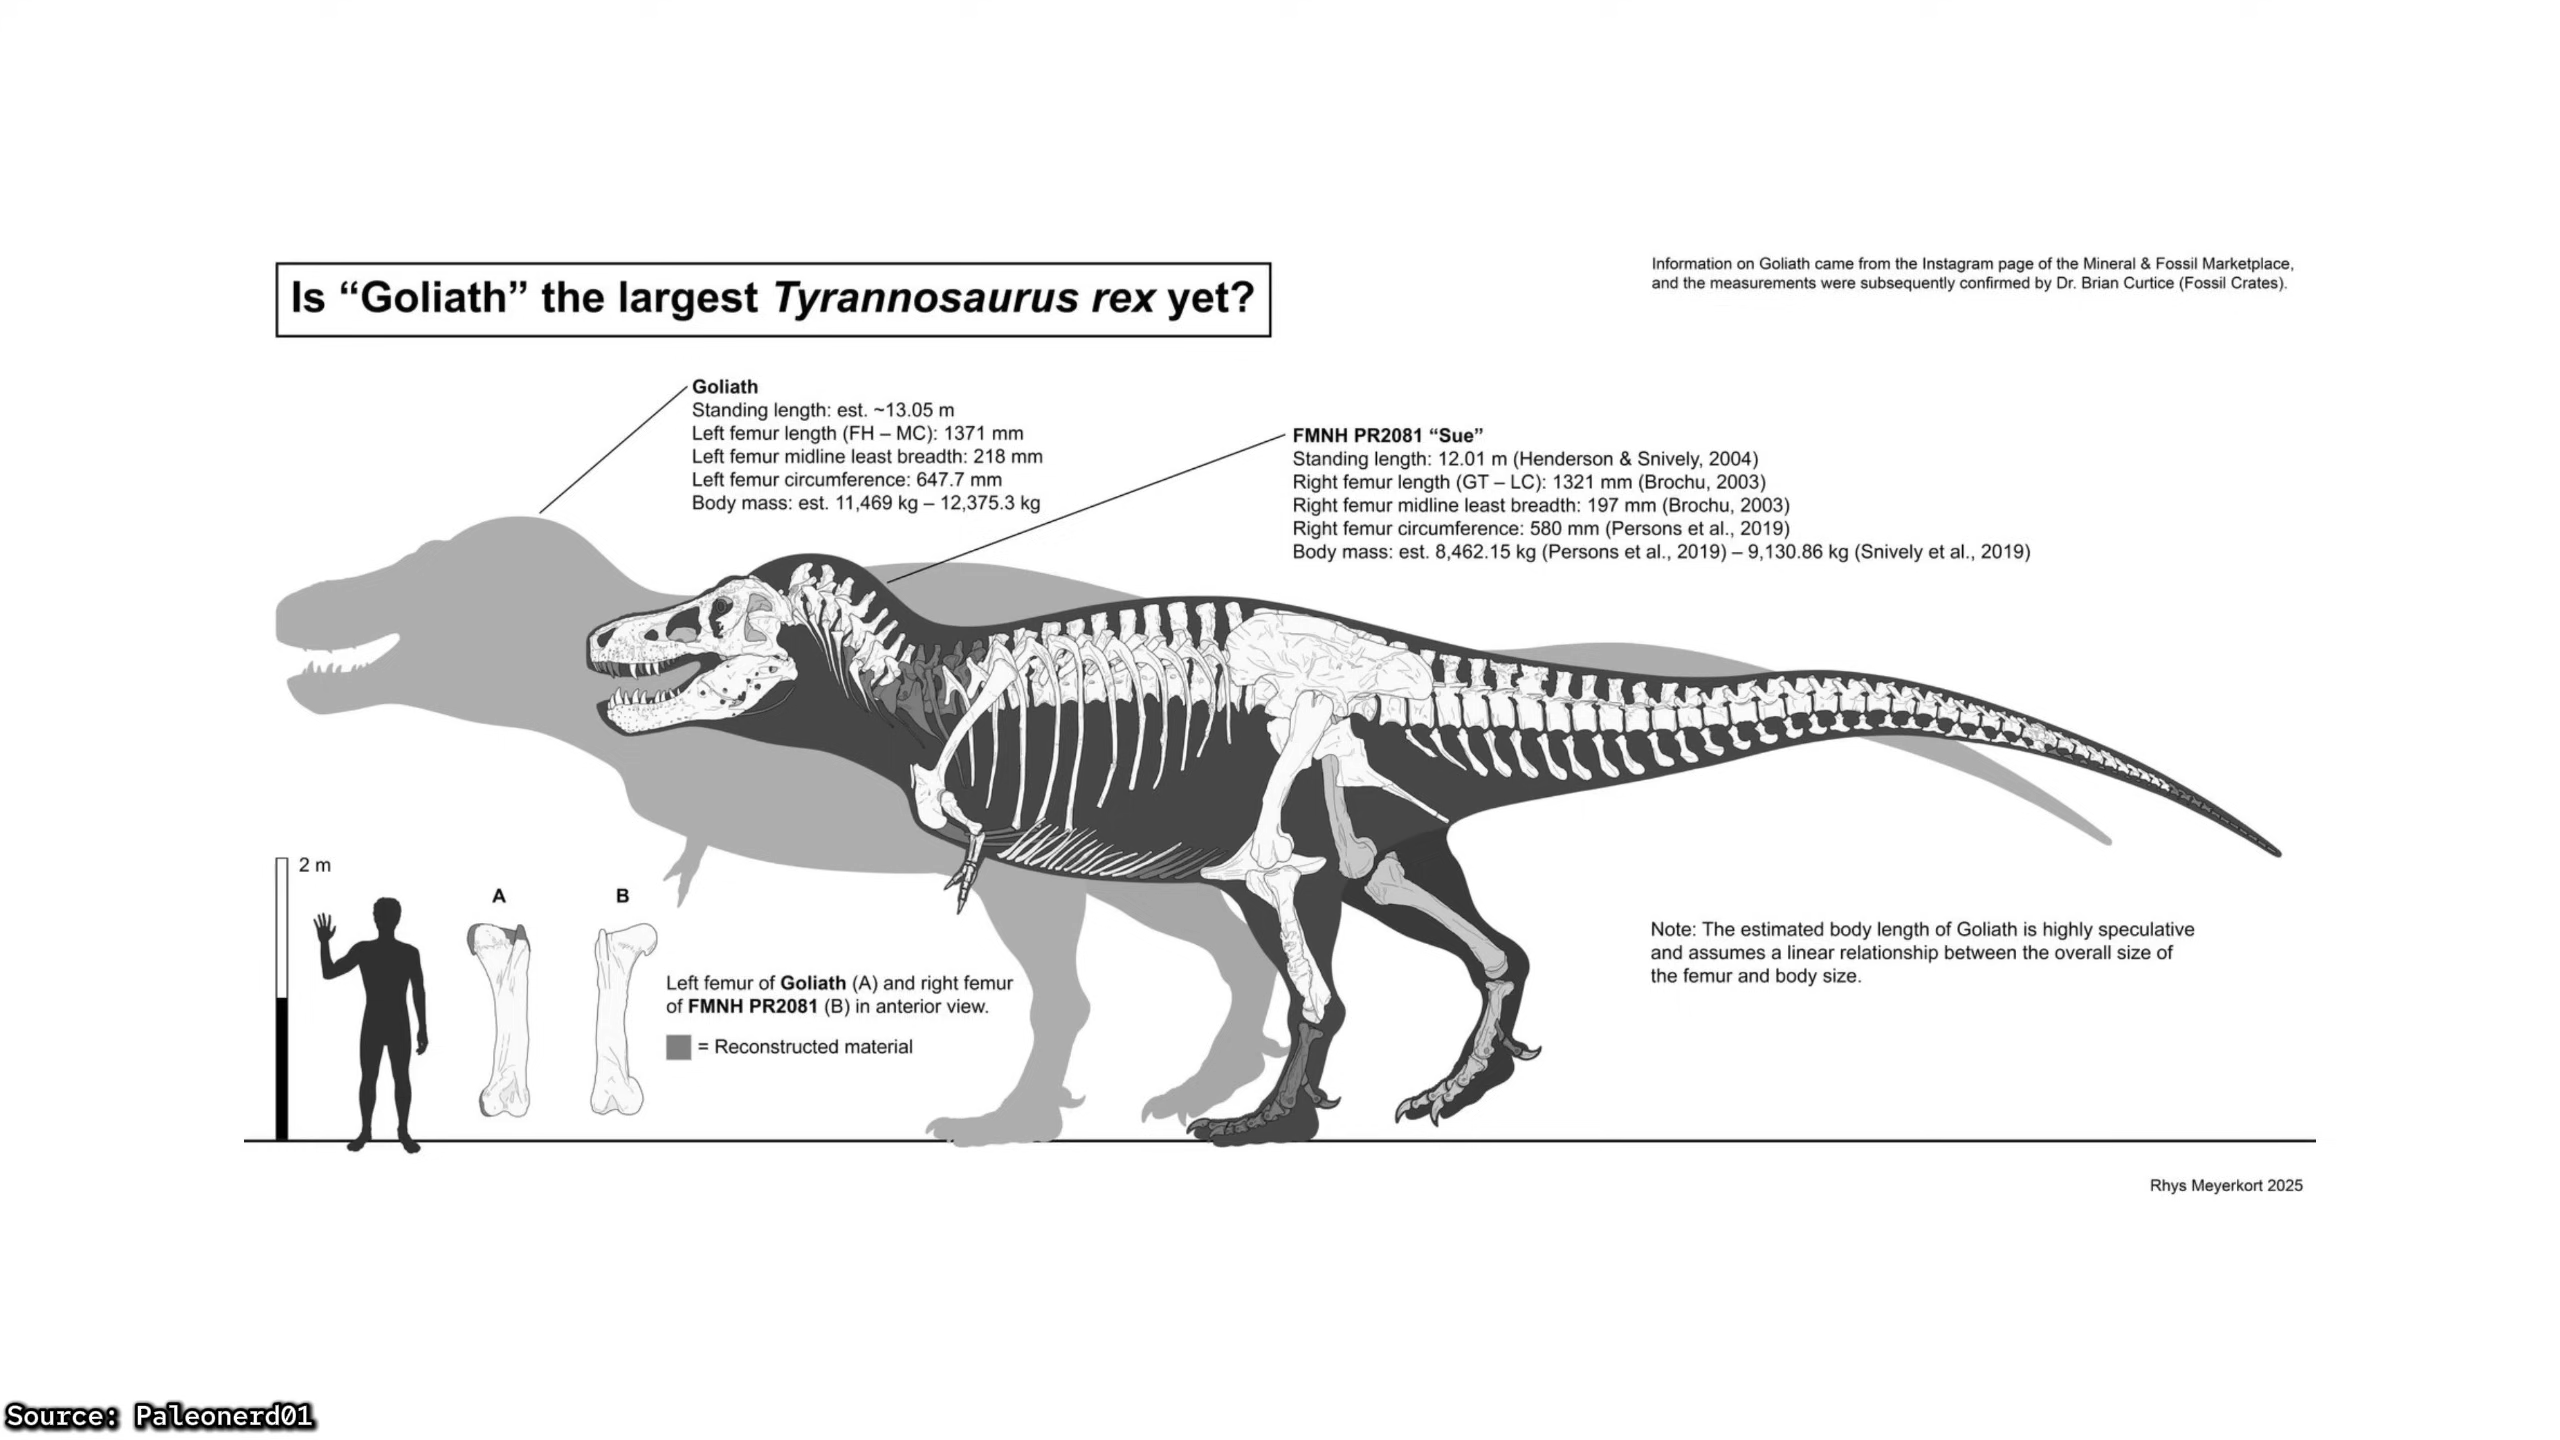 Is “Goliath” the largest Tyrannosaurus rex yet?
Information on Goliath came from the Instagram page of the Mineral & Fossil Marketplace,
and the measurements were subsequently confirmed by Dr. Brian Curtice (Fossil Crates).
Goliath
Standing length: est. ~13.05 m
Left femur length (FH – MC): 1371 mm
Left femur midline least breadth: 218 mm
Left femur circumference: 647.7 mm
Body mass: est. 11,469 kg – 12,375.3 kg
FMNH PR2081 “Sue”
Standing length: 12.01 m (Henderson & Snively, 2004)
Right femur length (GT – LC): 1321 mm (Brochu, 2003)
Right femur midline least breadth: 197 mm (Brochu, 2003)
Right femur circumference: 580 mm (Persons et al., 2019)
Body mass: est. 8,462.15 kg (Persons et al., 2019) – 9,130.86 kg (Snively et al., 2019)
2 m
A
B
Left femur of Goliath (A) and right femur
of FMNH PR2081 (B) in anterior view.
= Reconstructed material
Note: The estimated body length of Goliath is highly speculative
and assumes a linear relationship between the overall size of
the femur and body size.
Rhys Meyerkort 2025
Source: Paleonerd01